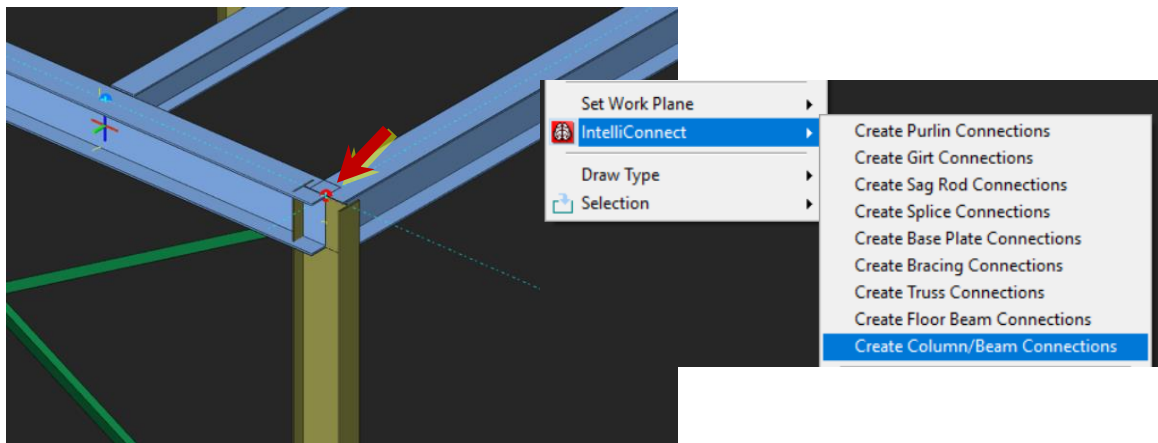 Set Work Plane
IntelliConnect
Draw Type
Selection
Create Purlin Connections
Create Girt Connections
Create Sag Rod Connections
Create Splice Connections
Create Base Plate Connections
Create Bracing Connections
Create Truss Connections
Create Floor Beam Connections
Create Column/Beam Connections